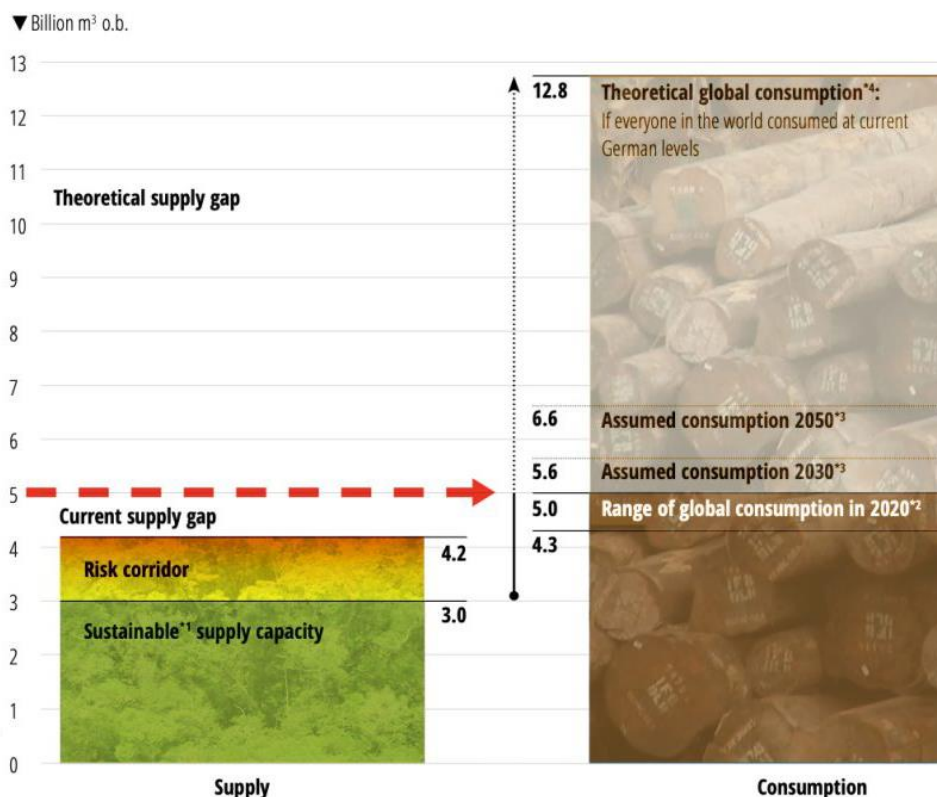 ▼Billion m³ o.b.
13
12
11
10
9
8
7
6
5
4
3
2
1
0
Theoretical supply gap
Current supply gap
4.2
Risk corridor
3.0
Sustainable*¹ supply capacity
Supply
12.8
Theoretical global consumption*⁴:
If everyone in the world consumed at current
German levels
6.6
Assumed consumption 2050*³
5.6
Assumed consumption 2030*³
5.0
Range of global consumption in 2020*²
4.3
Consumption